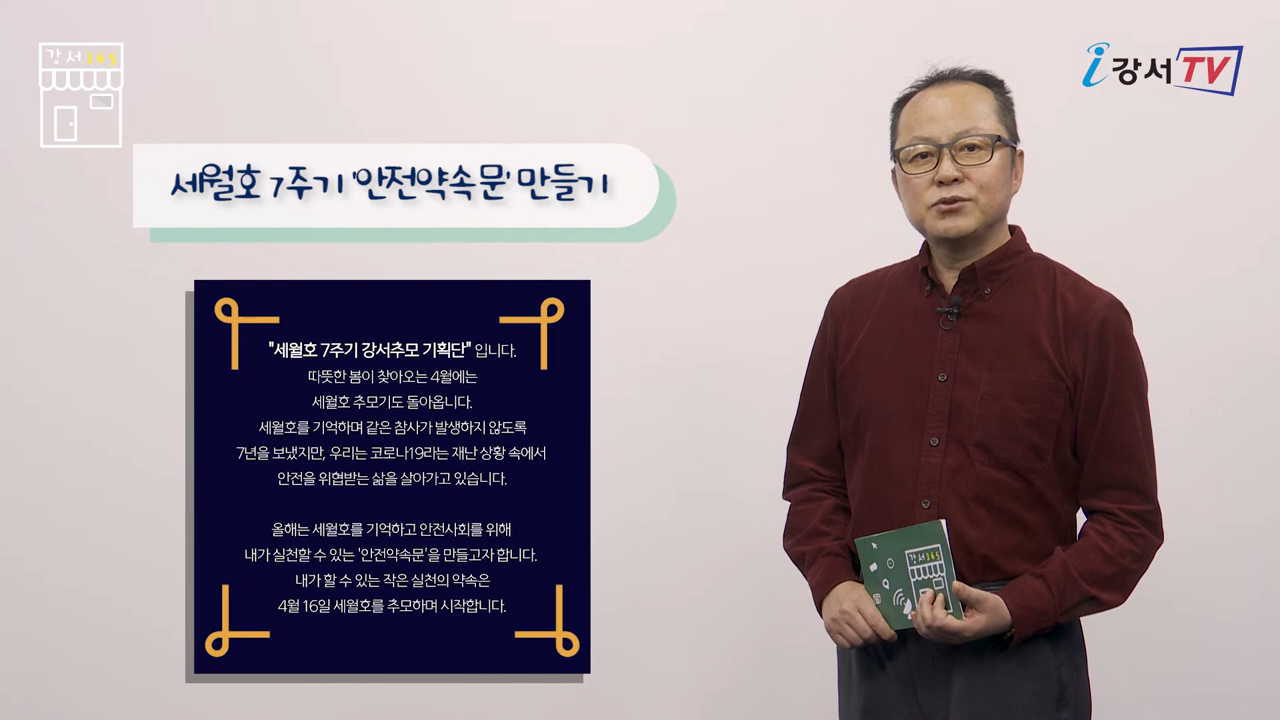 강서365
i강서TV
세월호 7주기 '안전약속문' 만들기
"세월호 7주기 강서추모 기획단" 입니다.
따뜻한 봄이 찾아오는 4월에는
세월호 추모기도 돌아옵니다.
세월호를 기억하며 같은 참사가 발생하지 않도록
7년을 보냈지만, 우리는 코로나19라는 재난 상황 속에서
안전을 위협받는 삶을 살아가고 있습니다.
올해는 세월호를 기억하고 안전사회를 위해
내가 실천할 수 있는 '안전약속문'을 만들고자 합니다.
내가 할 수 있는 작은 실천의 약속은
4월 16일 세월호를 추모하며 시작합니다.
강서365